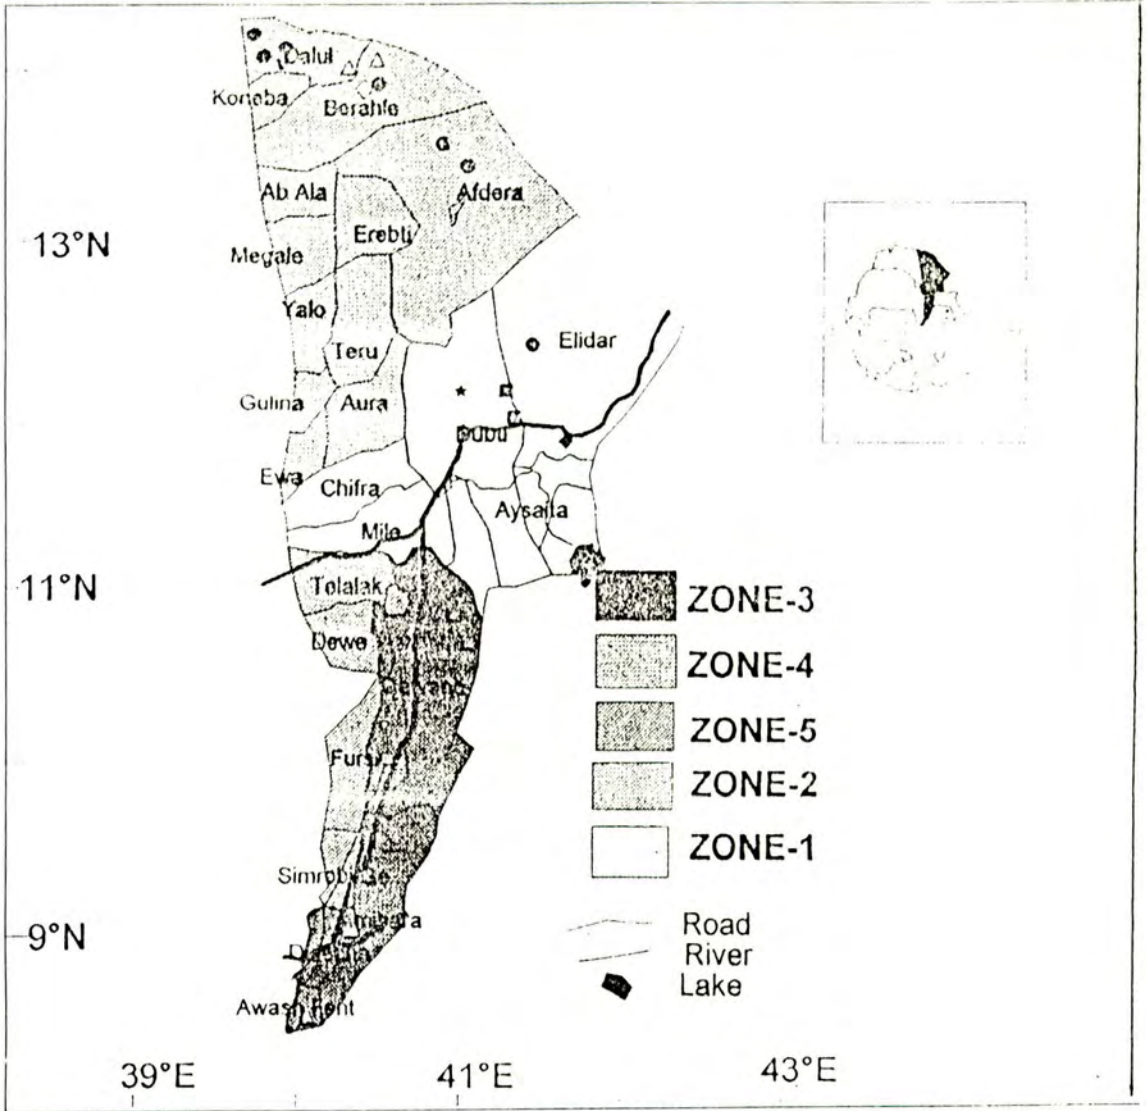 Dalul
Koneba
Berahle
Ab Ala
Afdera
Erebti
13°N
Megale
Yalo
Elidar
Teru
Gulina
Aura
Dubu
Ewa
Chifra
Aysaita
Mile
11°N
Tolalak
ZONE-3
Dewe
ZONE-4
ZONE-5
Fursi
ZONE-2
ZONE-1
9°N
Road
River
Lake
39°E
41°E
43°E